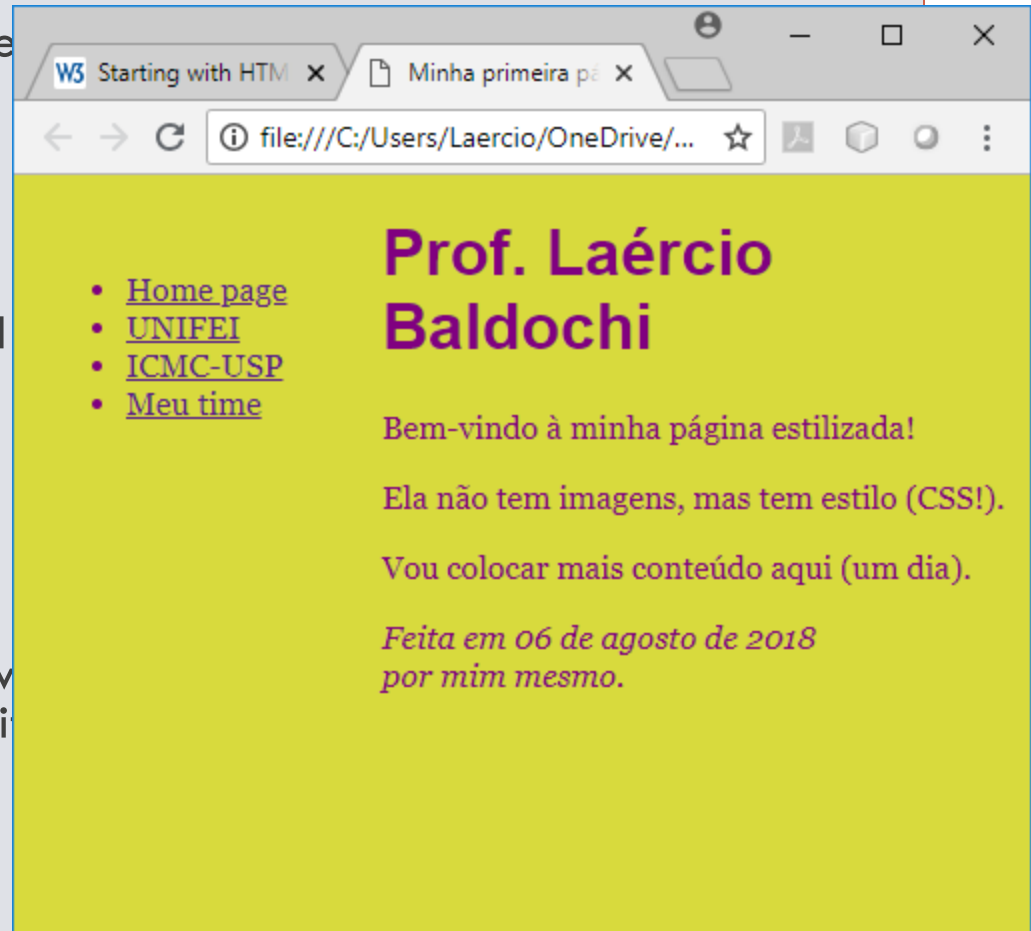 W3 Starting with HTM
Minha primeira pá
file:///C:/Users/Laercio/OneDrive/...
Home page
UNIFEI
ICMC-USP
Meu time
Prof. Laércio
Baldochi
Bem-vindo à minha página estilizada!
Ela não tem imagens, mas tem estilo (CSS!).
Vou colocar mais conteúdo aqui (um dia).
Feita em 06 de agosto de 2018
por mim mesmo.